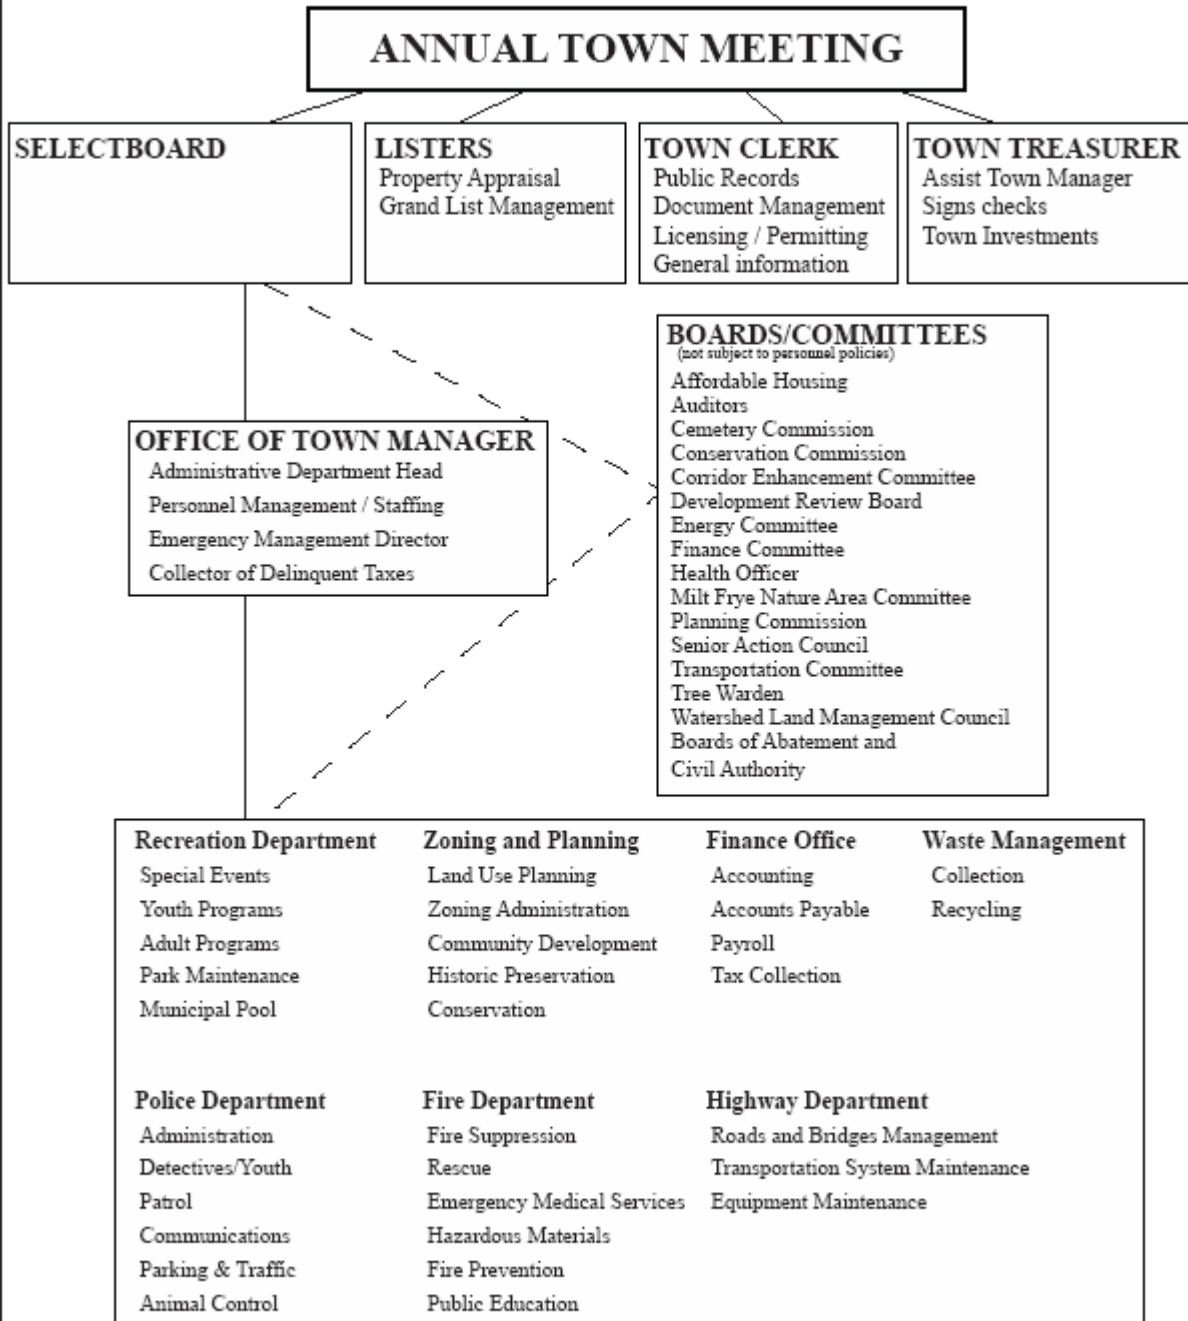 ANNUAL TOWN MEETING
SELECTBOARD
LISTERS
Property Appraisal
Grand List Management
TOWN CLERK
Public Records
Document Management
Licensing / Permitting
General information
TOWN TREASURER
Assist Town Manager
Signs checks
Town Investments
BOARDS/COMMITTEES
(not subject to personnel policies)
Affordable Housing
Auditors
Cemetery Commission
Conservation Commission
Corridor Enhancement Committee
Development Review Board
Energy Committee
Finance Committee
Health Officer
Milt Frye Nature Area Committee
Planning Commission
Senior Action Council
Transportation Committee
Tree Warden
Watershed Land Management Council
Boards of Abatement and
Civil Authority
OFFICE OF TOWN MANAGER
Administrative Department Head
Personnel Management / Staffing
Emergency Management Director
Collector of Delinquent Taxes
Recreation Department
Special Events
Youth Programs
Adult Programs
Park Maintenance
Municipal Pool
Zoning and Planning
Land Use Planning
Zoning Administration
Community Development
Historic Preservation
Conservation
Finance Office
Accounting
Accounts Payable
Payroll
Tax Collection
Waste Management
Collection
Recycling
Police Department
Administration
Detectives/Youth
Patrol
Communications
Parking & Traffic
Animal Control
Fire Department
Fire Suppression
Rescue
Emergency Medical Services
Hazardous Materials
Fire Prevention
Public Education
Highway Department
Roads and Bridges Management
Transportation System Maintenance
Equipment Maintenance